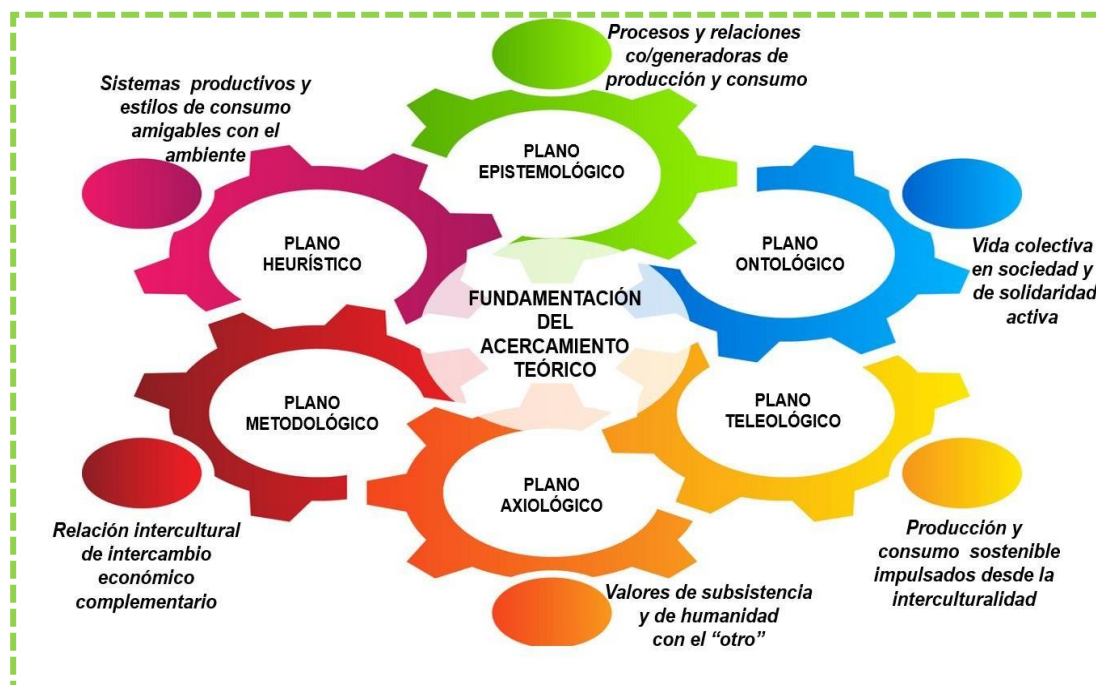 Procesos y relaciones
co/generadoras de
producción y consumo
Sistemas productivos y
estilos de consumo
amigables con el
ambiente
PLANO
EPISTEMOLÓGICO
PLANO
HEURÍSTICO
PLANO
ONTOLÓGICO
Vida colectiva
en sociedad y
de solidaridad
activa
FUNDAMENTACIÓN
DEL
ACERCAMIENTO
TEÓRICO
PLANO
METODOLÓGICO
PLANO
TELEOLÓGICO
PLANO
AXIOLÓGICO
Relación intercultural
de intercambio
económico
complementario
Valores de subsistencia
y de humanidad
con el “otro”
Producción y
consumo sostenible
impulsados desde la
interculturalidad